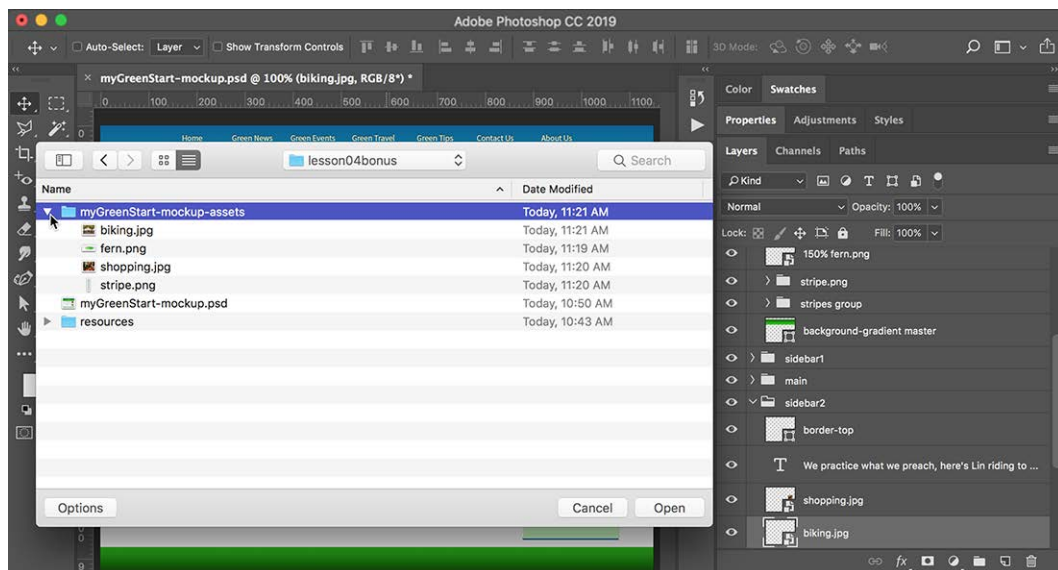 Adobe Photoshop CC 2019
Auto-Select: Layer Show Transform Controls 3D Mode:
× myGreenStart-mockup.psd @ 100% (biking.jpg, RGB/8*) *
0 100 200 300 400 500 600 700 800 900 1000 1100
0
Home Green News Green Events Green Travel Green Tips Contact Us About Us
lesson04bonus
Search
Name Date Modified
myGreenStart-mockup-assets Today, 11:21 AM
biking.jpg Today, 11:21 AM
fern.png Today, 11:19 AM
shopping.jpg Today, 11:20 AM
stripe.png Today, 11:20 AM
myGreenStart-mockup.psd Today, 10:50 AM
resources Today, 10:43 AM
Options Cancel Open
Color Swatches
Properties Adjustments Styles
Layers Channels Paths
Kind
Normal Opacity: 100%
Lock: Fill: 100%
150% fern.png
stripe.png
stripes group
background-gradient master
sidebar1
main
sidebar2
border-top
T We practice what we preach, here's Lin riding to ...
shopping.jpg
biking.jpg
fx